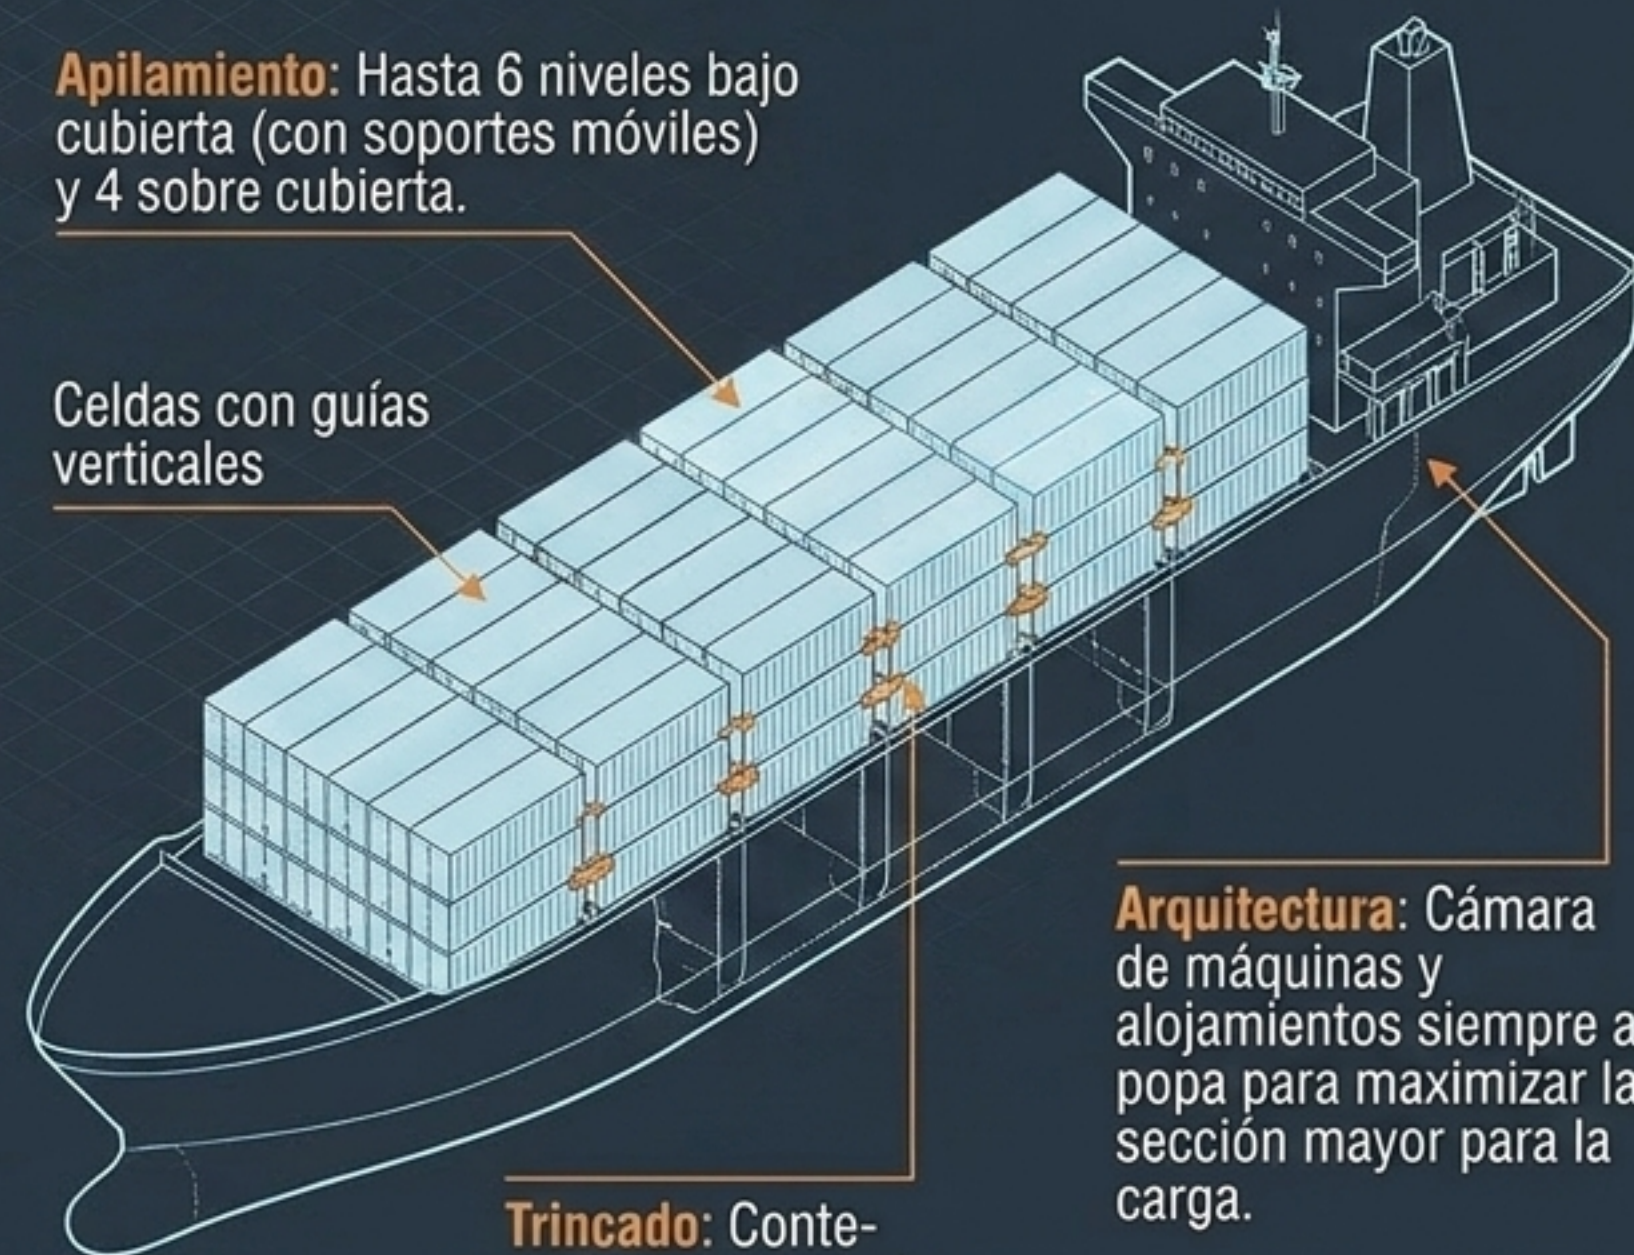 Apilamiento: Hasta 6 niveles bajo
cubierta (con soportes móviles)
y 4 sobre cubierta.
Celdas con guías
verticales
Arquitectura: Cámara
de máquinas y
alojamientos siempre a
popa para maximizar la
sección mayor para la
carga.
Trincado: Conte-